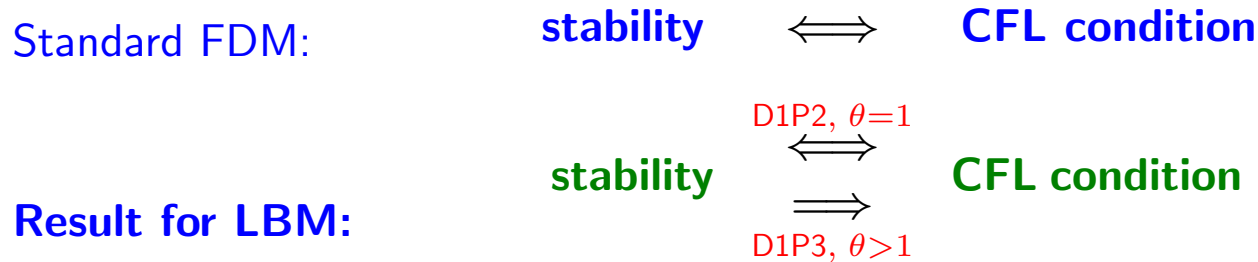 Standard FDM: stability ⟺ CFL condition
D1P2, θ=1
⟺
stability CFL condition
⟹
Result for LBM:
D1P3, θ>1